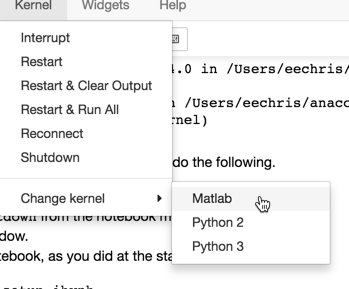 Kernel Widgets Help
Interrupt
4.0 in /Users/eechris/
Restart
Restart & Clear Output
n /Users/eechris/anaco
Restart & Run All
rnel)
Reconnect
Shutdown
do the following.
Change kernel
Matlab
from the notebook m
Python 2
dow.
Python 3
tebook, as you did at the sta